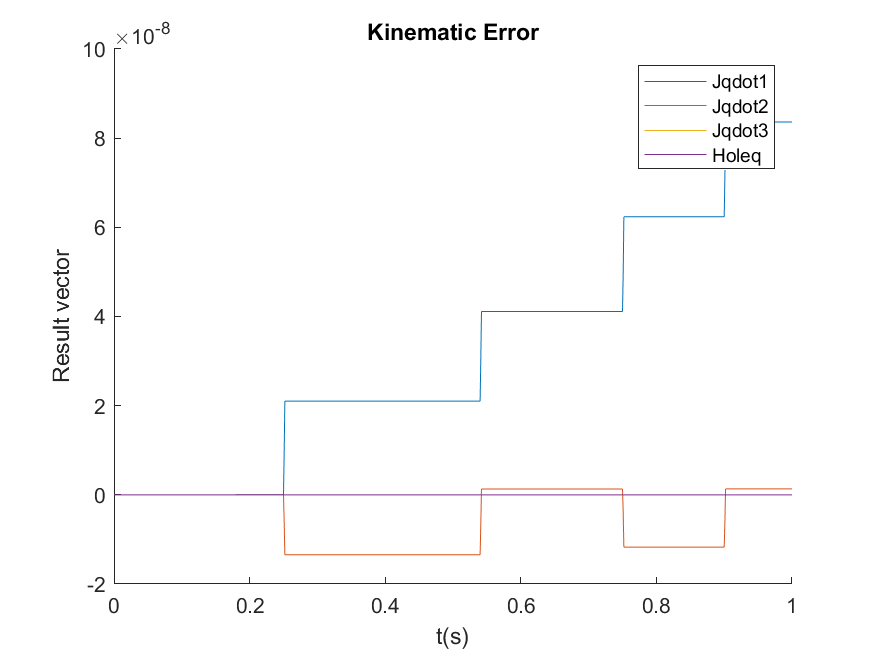 Kinematic Error
×10-8
10
8
6
4
2
0
-2
0 0.2 0.4 0.6 0.8 1
t(s)
Result vector
Jqdot1
Jqdot2
Jqdot3
Holeq